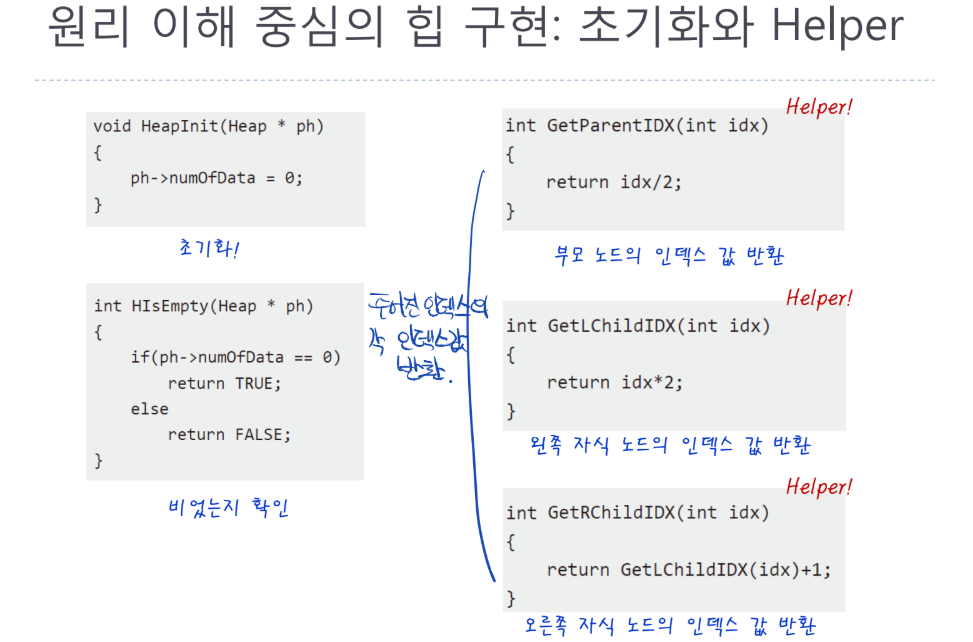 원리 이해 중심의 힙 구현: 초기화와 Helper
void HeapInit(Heap * ph)
{
    ph->numOfData = 0;
}
초기화!
int HIsEmpty(Heap * ph)
{
    if(ph->numOfData == 0)
        return TRUE;
    else
        return FALSE;
}
비었는지 확인
주어진 인덱스의
각 인덱스값
반환.
Helper!
int GetParentIDX(int idx)
{
    return idx/2;
}
부모 노드의 인덱스 값 반환
Helper!
int GetLChildIDX(int idx)
{
    return idx*2;
}
왼쪽 자식 노드의 인덱스 값 반환
Helper!
int GetRChildIDX(int idx)
{
    return GetLChildIDX(idx)+1;
}
오른쪽 자식 노드의 인덱스 값 반환